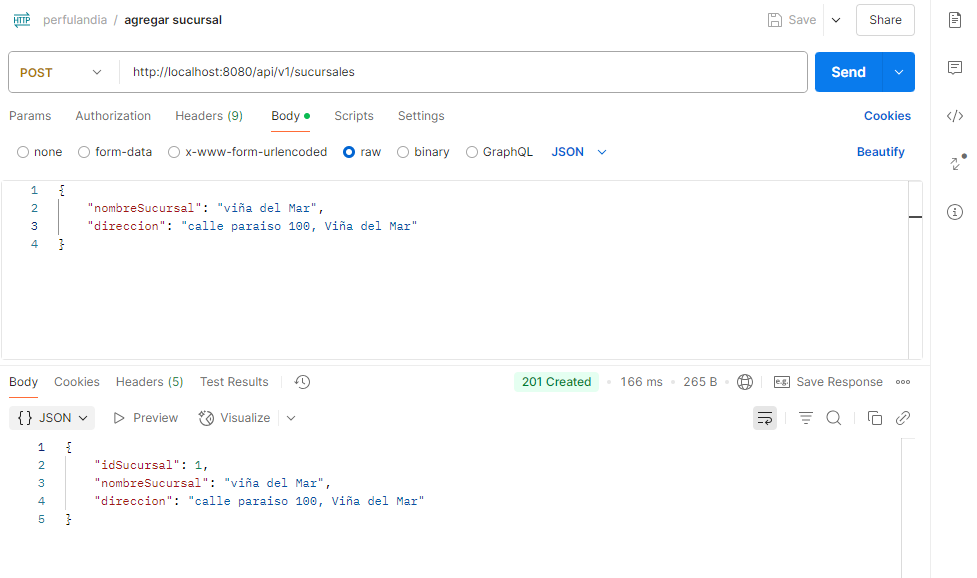 HTTP perfulandia / agregar sucursal Save Share
POST http://localhost:8080/api/v1/sucursales Send
Params Authorization Headers (9) Body Scripts Settings Cookies
none form-data x-www-form-urlencoded raw binary GraphQL JSON Beautify
1 {
2 "nombreSucursal": "viña del Mar",
3 "direccion": "calle paraiso 100, Viña del Mar"
4 }
Body Cookies Headers (5) Test Results 201 Created 166 ms 265 B e.g. Save Response
{} JSON Preview Visualize
1 {
2 "idSucursal": 1,
3 "nombreSucursal": "viña del Mar",
4 "direccion": "calle paraiso 100, Viña del Mar"
5 }